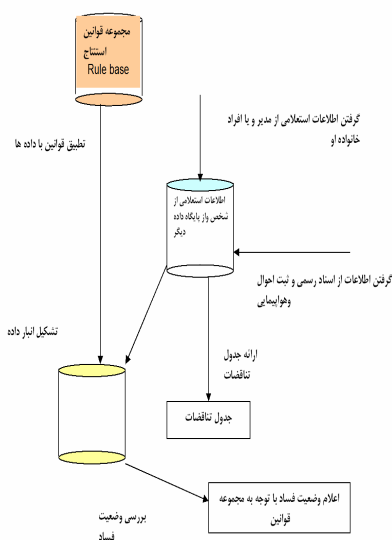 مجموعه قوانین
استنتاج
Rule base
گرفتن اطلاعات استعلامی از مدیر و یا افراد
خانواده او
تطبیق قوانین با داده ها
اطلاعات استعلامی از
شخص واز پایگاه داده
دیگر
گرفتن اطلاعات از اسناد رسمی و ثبت احوال
وهواپیمایی
تشکیل انبار داده
ارائه جدول
تناقضات
جدول تناقضات
اعلام وضعیت فساد با توجه به مجموعه
قوانین
بررسی وضعیت
فساد